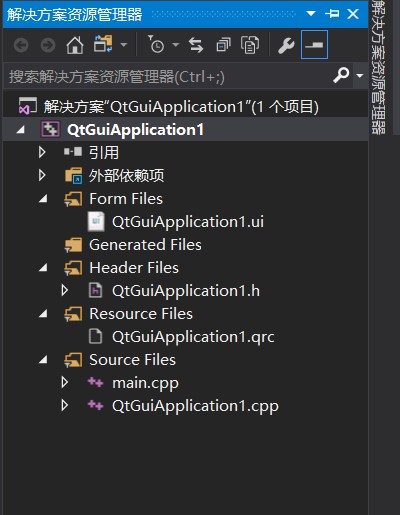 解决方案资源管理器
搜索解决方案资源管理器(Ctrl+;)
解决方案“QtGuiApplication1”(1 个项目)
QtGuiApplication1
引用
外部依赖项
Form Files
QtGuiApplication1.ui
Generated Files
Header Files
QtGuiApplication1.h
Resource Files
QtGuiApplication1.qrc
Source Files
main.cpp
QtGuiApplication1.cpp
解决方案资源管理器